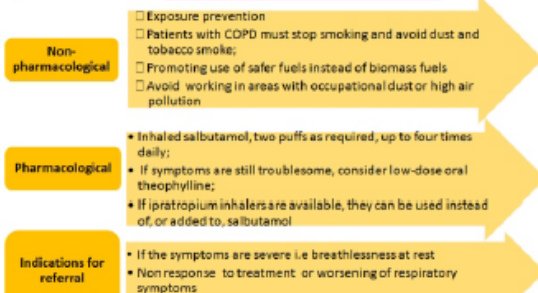 Non-
pharmacological
□ Exposure prevention
□ Patients with COPD must stop smoking and avoid dust and
tobacco smoke;
□ Promoting use of safer fuels instead of biomass fuels
□ Avoid working in areas with occupational dust or high air
pollution
Pharmacological
• Inhaled salbutamol, two puffs as required, up to four times
daily;
• If symptoms are still troublesome, consider low-dose oral
theophylline;
• If ipratropium inhalers are available, they can be used instead
of, or added to, salbutamol
Indications for
referral
• If the symptoms are severe i.e breathlessness at rest
• Non response to treatment or worsening of respiratory
symptoms